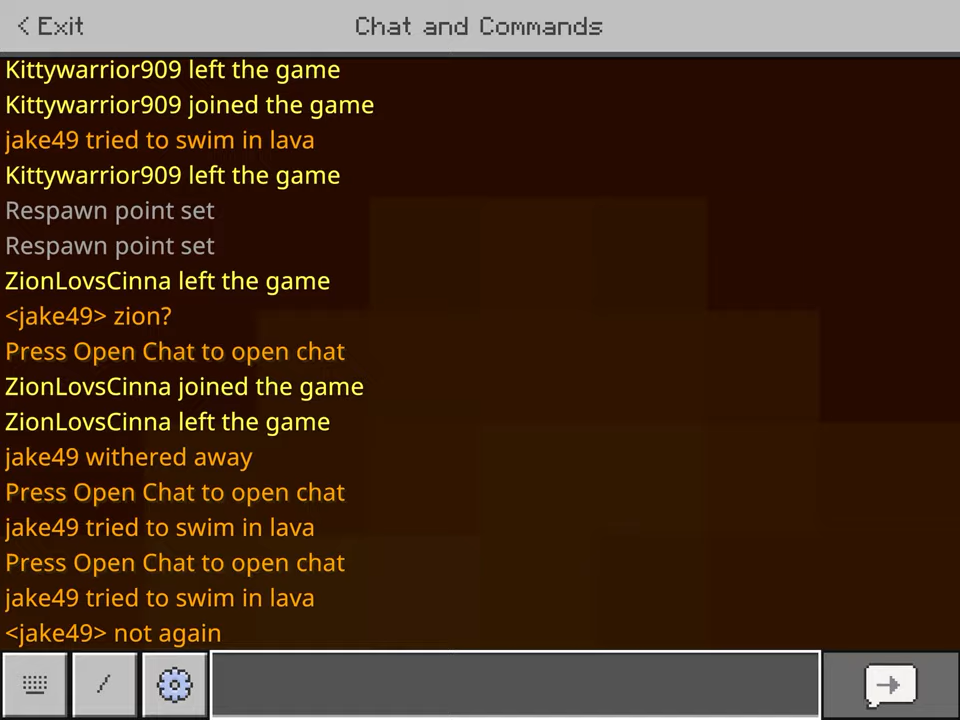 < Exit
Chat and Commands
Kittywarrior909 left the game
Kittywarrior909 joined the game
jake49 tried to swim in lava
Kittywarrior909 left the game
Respawn point set
Respawn point set
ZionLovsCinna left the game
<jake49> zion?
Press Open Chat to open chat
ZionLovsCinna joined the game
ZionLovsCinna left the game
jake49 withered away
Press Open Chat to open chat
jake49 tried to swim in lava
Press Open Chat to open chat
jake49 tried to swim in lava
<jake49> not again
/